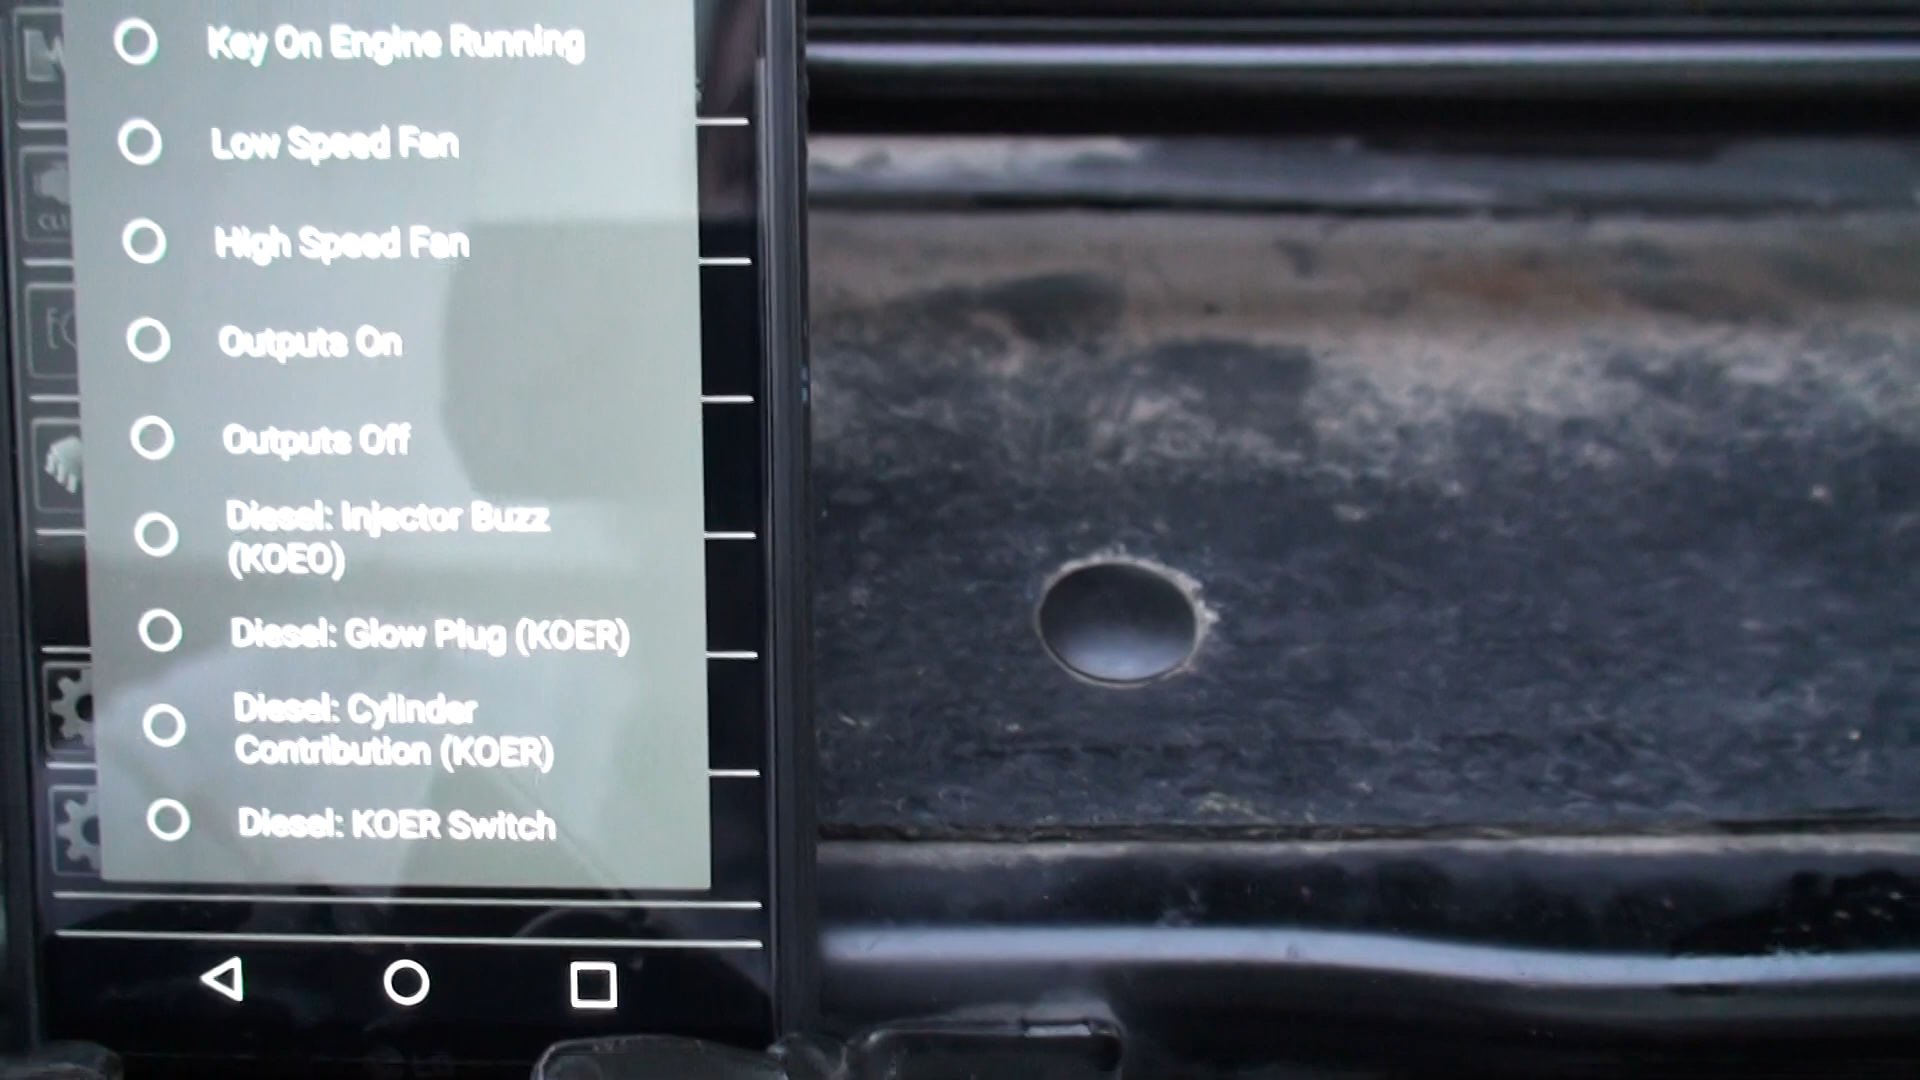 Key On Engine Running
Low Speed Fan
High Speed Fan
Outputs On
Outputs Off
Diesel: Injector Buzz
(KOEO)
Diesel: Glow Plug (KOER)
Diesel: Cylinder
Contribution (KOER)
Diesel: KOER Switch